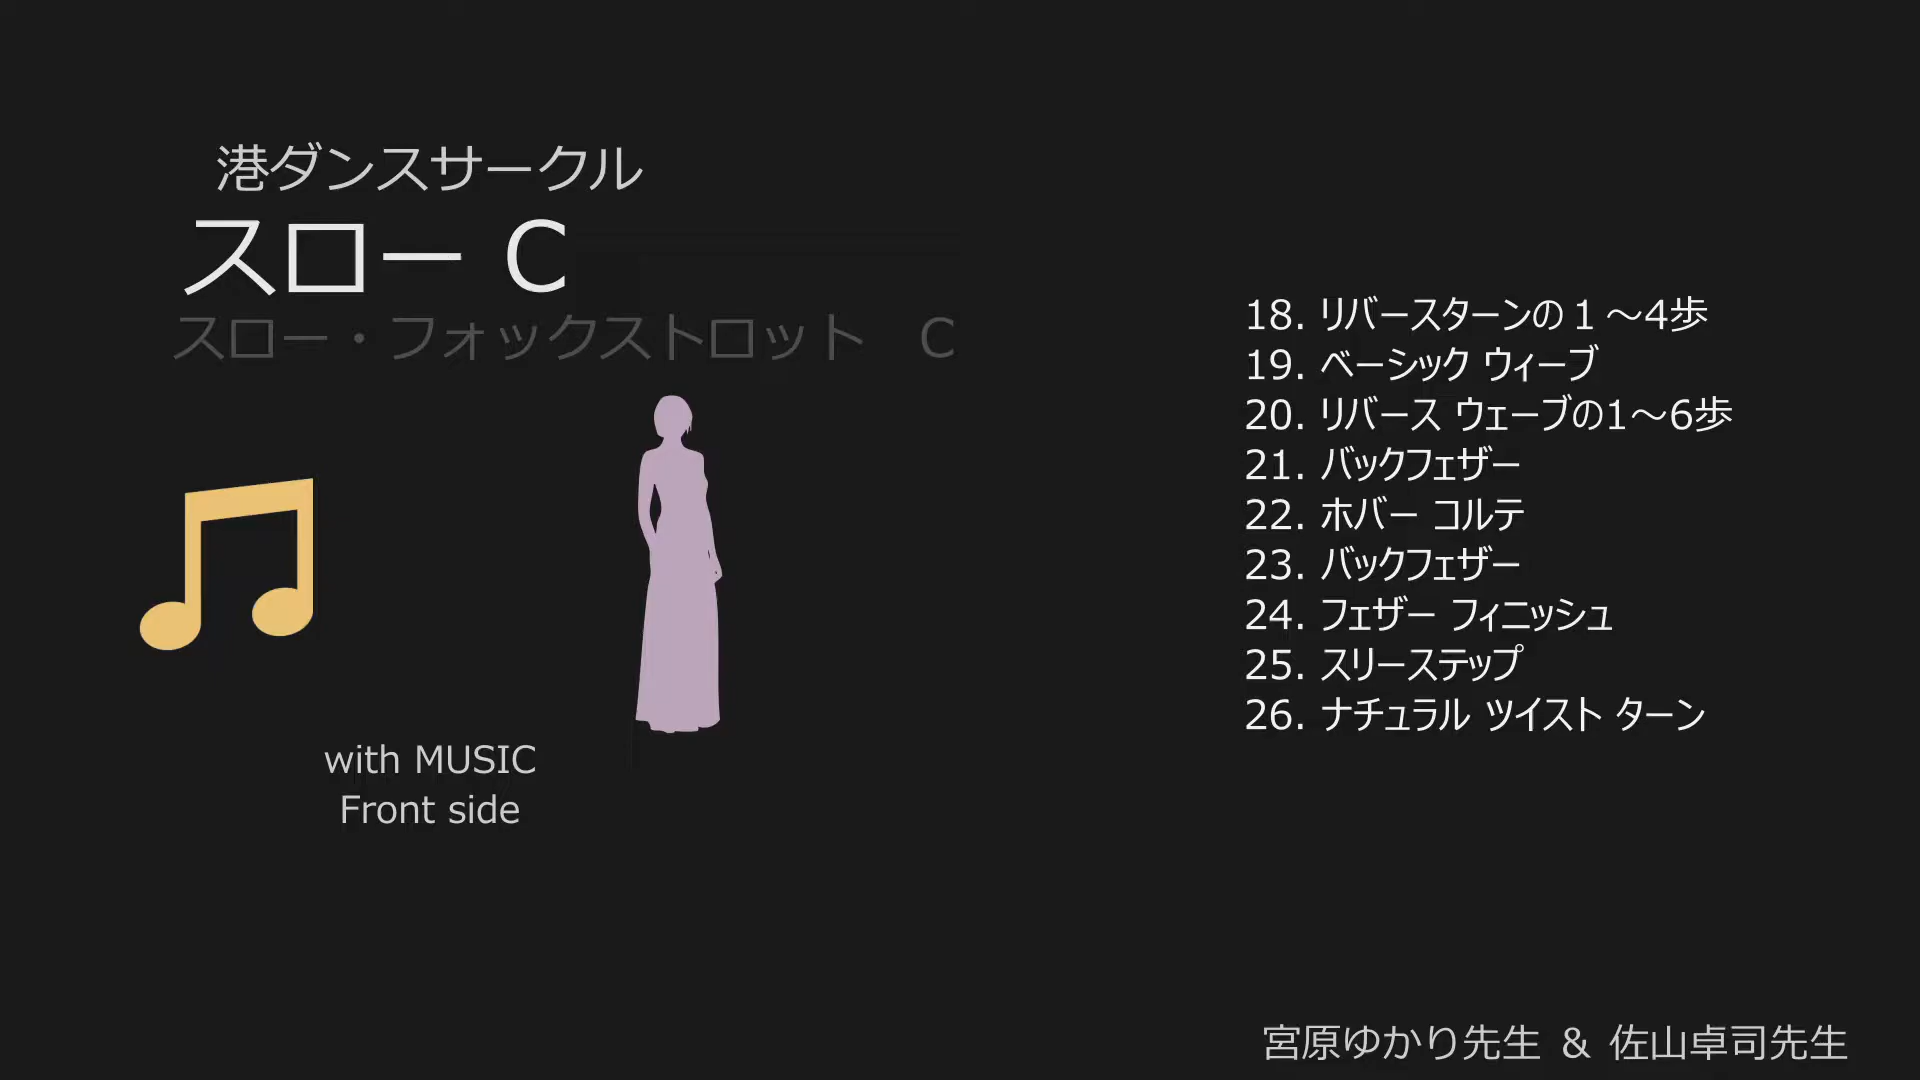 港ダンスサークル
スロー C
スロー・フォックストロット　C
with MUSIC
Front side
18. リバースターンの１～4歩
19. ベーシック ウィーブ
20. リバース ウェーブの1～6歩
21. バックフェザー
22. ホバー コルテ
23. バックフェザー
24. フェザー フィニッシュ
25. スリーステップ
26. ナチュラル ツイスト ターン
宮原ゆかり先生 & 佐山卓司先生